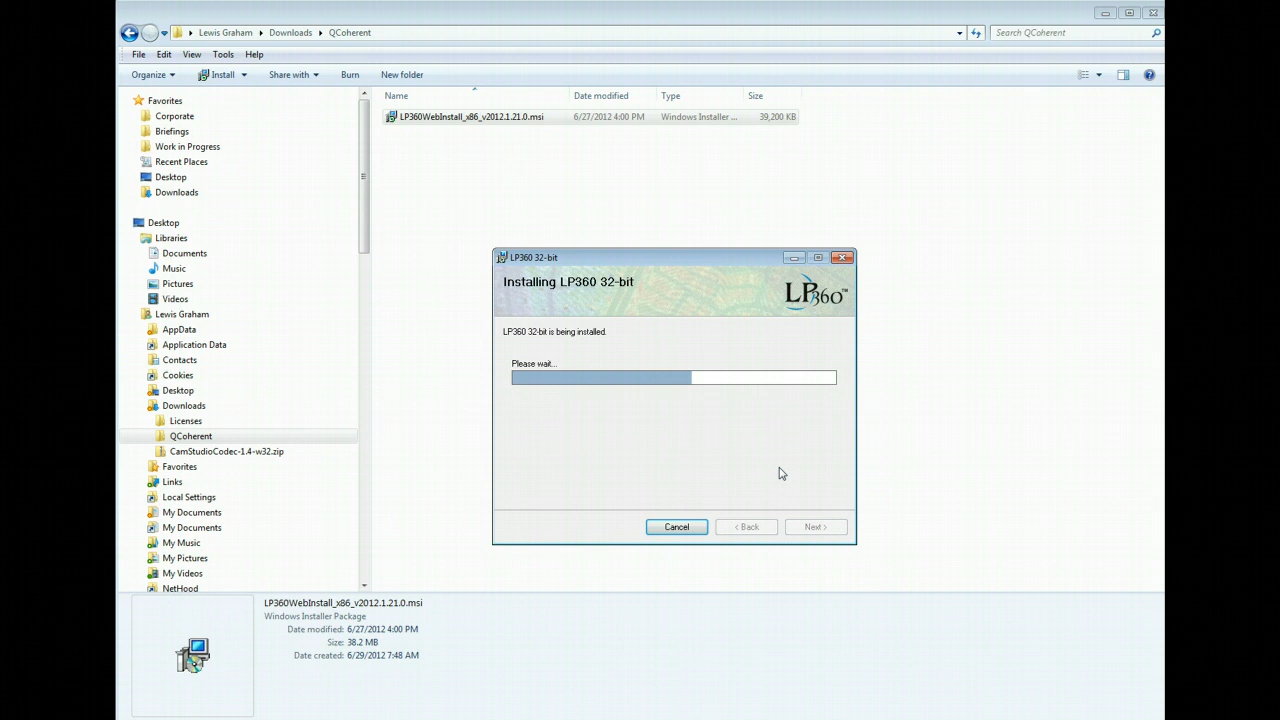 Lewis Graham Downloads QCoherent
Search QCoherent
File Edit View Tools Help
Organize Install Share with Burn New folder
Name Date modified Type Size
LP360WebInstall_x86_v2012.1.21.0.msi 6/27/2012 4:00 PM Windows Installer ... 39,200 KB
Favorites
Corporate
Briefings
Work in Progress
Recent Places
Desktop
Downloads
Desktop
Libraries
Documents
Music
Pictures
Videos
Lewis Graham
AppData
Application Data
Contacts
Cookies
Desktop
Downloads
Licenses
QCoherent
CamStudioCodec-1.4-w32.zip
Favorites
Links
Local Settings
My Documents
My Documents
My Music
My Pictures
My Videos
NetHood
LP360 32-bit
Installing LP360 32-bit
LP360™
LP360 32-bit is being installed.
Please wait...
Cancel < Back Next >
LP360WebInstall_x86_v2012.1.21.0.msi
Windows Installer Package
Date modified: 6/27/2012 4:00 PM
Size: 38.2 MB
Date created: 6/29/2012 7:48 AM